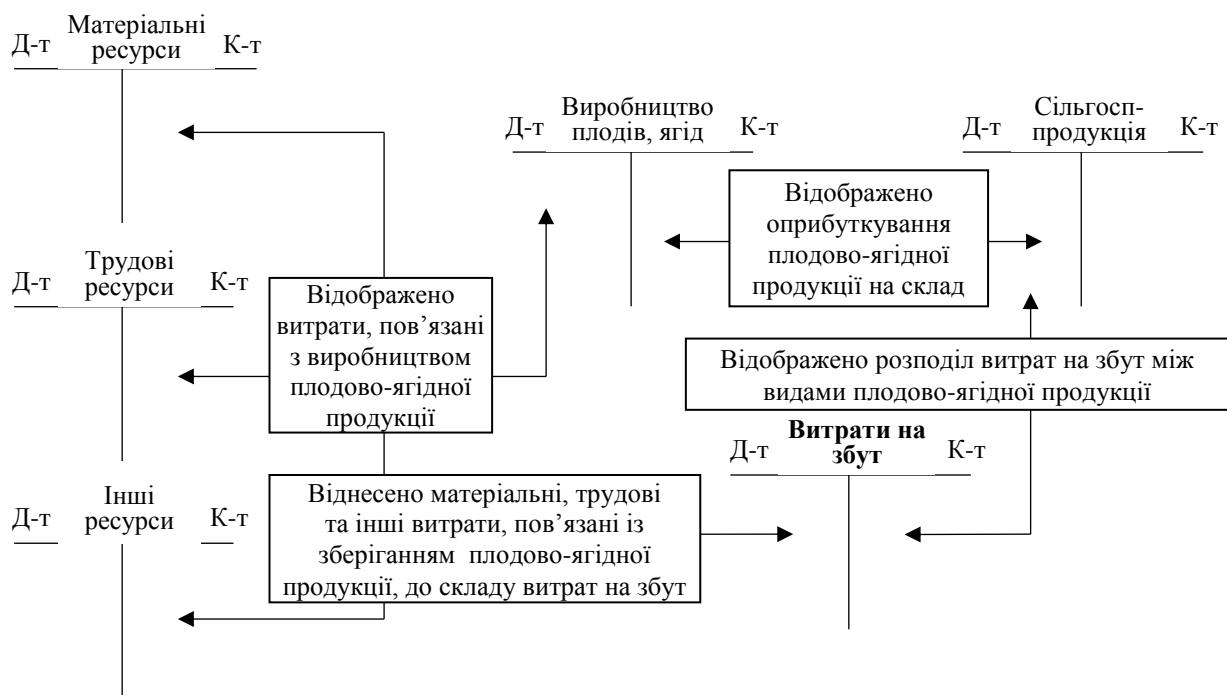 Д-т Матеріальні ресурси К-т
Д-т Виробництво плодів, ягід К-т
Д-т Сільгосп-
продукція К-т
Відображено
оприбуткування
плодово-ягідної
продукції на склад
Д-т Трудові ресурси К-т
Відображено
витрати, пов’язані
з виробництвом
плодово-ягідної
продукції
Відображено розподіл витрат на збут між
видами плодово-ягідної продукції
Д-т Витрати на збут К-т
Д-т Інші ресурси К-т
Віднесено матеріальні, трудові
та інші витрати, пов’язані із
зберіганням плодово-ягідної
продукції, до складу витрат на збут